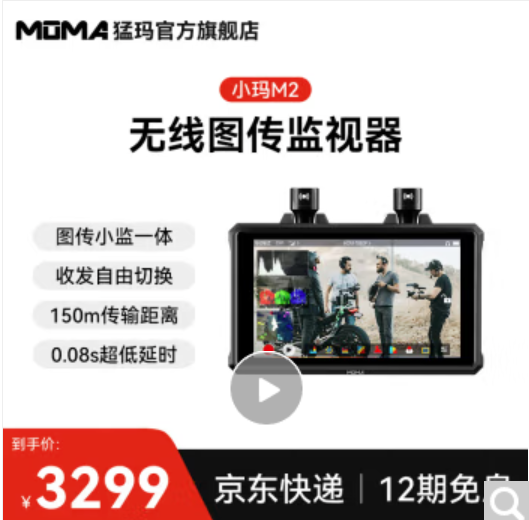 MOMA 猛玛官方旗舰店
小玛M2
无线图传监视器
图传小监一体
收发自由切换
150m传输距离
0.08s超低延时
MOMA
到手价:
¥3299
京东快递 | 12期免息